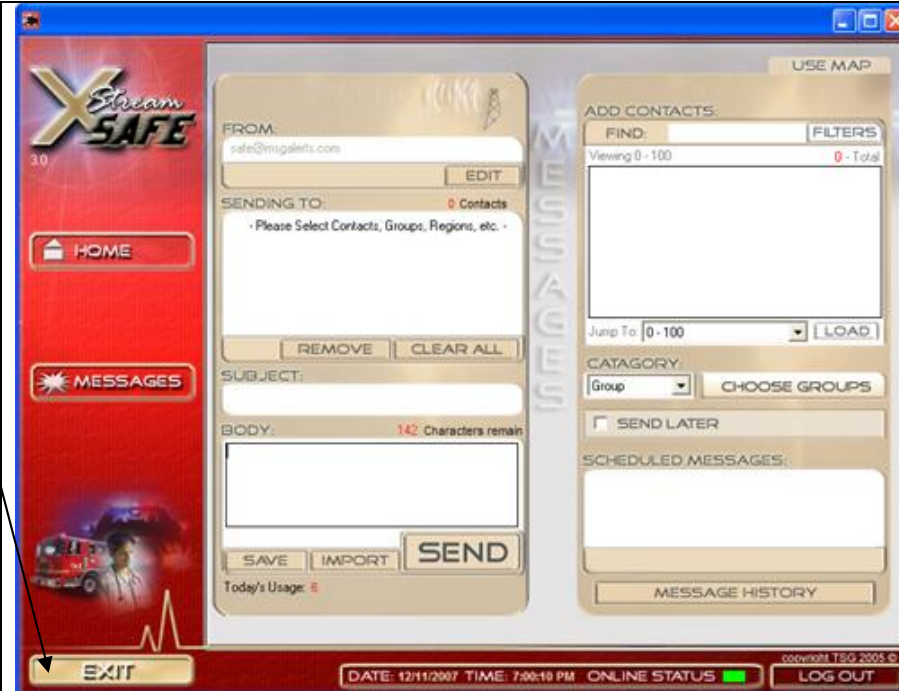 XStream
SAFE
3.0
HOME
MESSAGES
EXIT
FROM:
safe@msgalerts.com
EDIT
SENDING TO: 0 Contacts
- Please Select Contacts, Groups, Regions, etc. -
REMOVE CLEAR ALL
SUBJECT:
BODY: 142 Characters remain
SAVE IMPORT SEND
Today's Usage: 6
MESSAGES
USE MAP
ADD CONTACTS:
FIND: FILTERS
Viewing 0 - 100 0 - Total
Jump To: 0 - 100 LOAD
CATAGORY:
Group CHOOSE GROUPS
SEND LATER
SCHEDULED MESSAGES:
MESSAGE HISTORY
copyright TSG 2005 ©
DATE: 12/11/2007 TIME: 7:00:10 PM ONLINE STATUS LOG OUT